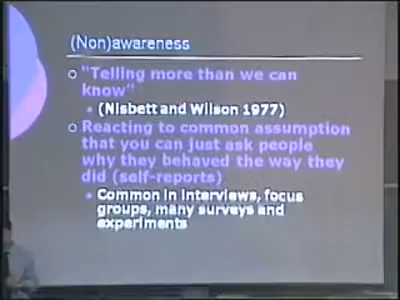 (Non)awareness
"Telling more than we can
know"
(Nisbett and Wilson 1977)
Reacting to common assumption
that you can just ask people
why they behaved the way they
did (self-reports)
Common in interviews, focus
groups, many surveys and
experiments